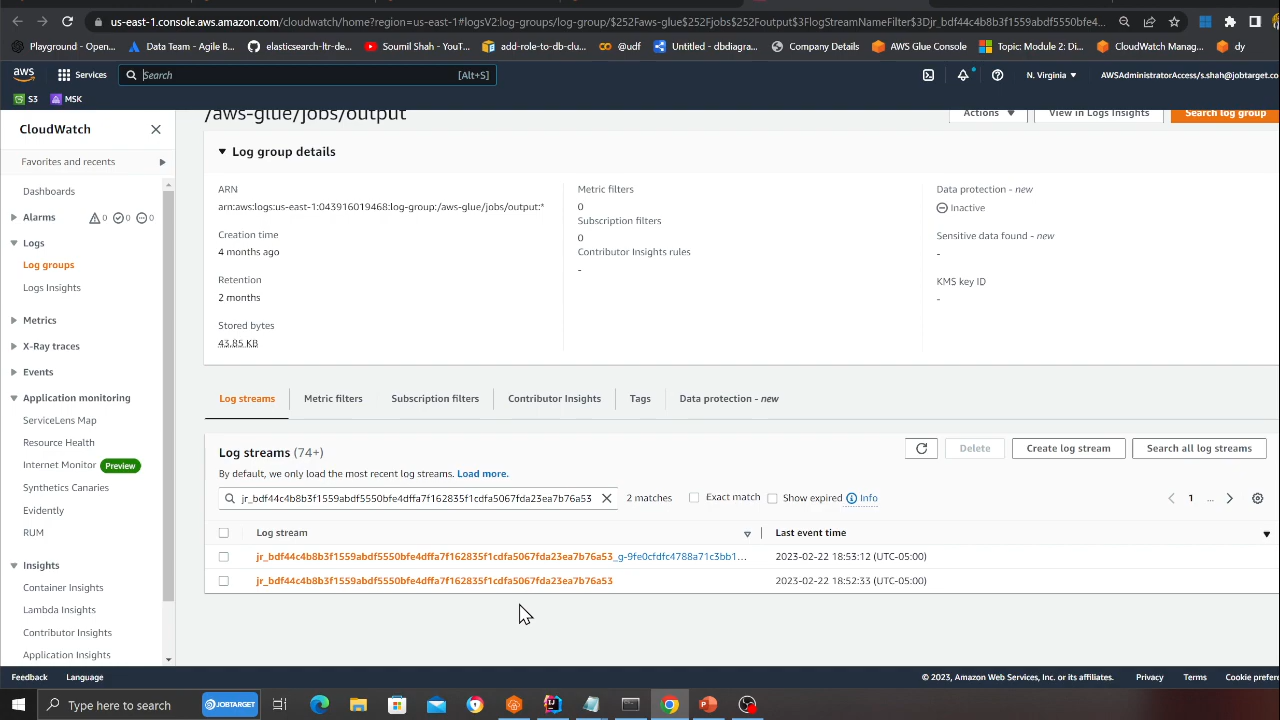 us-east-1.console.aws.amazon.com/cloudwatch/home?region=us-east-1#logsV2:log-groups/log-group/$252Faws-glue$252Fjobs$252Foutput$3FlogStreamNameFilter$3Djr_bdf44c4b8b3f1559abdf5550bfe4...
Playground - Open...
Data Team - Agile B...
elasticsearch-ltr-de...
Soumil Shah - YouT...
add-role-to-db-clu...
@udf
Untitled - dbdiagra...
Company Details
AWS Glue Console
Topic: Module 2: Di...
CloudWatch Manag...
dy
aws
Services
Search
[Alt+S]
N. Virginia
AWSAdministratorAccess/s.shah@jobtarget.co
S3
MSK
CloudWatch
Favorites and recents
Dashboards
Alarms
0
0
0
Logs
Log groups
Logs Insights
Metrics
X-Ray traces
Events
Application monitoring
ServiceLens Map
Resource Health
Internet Monitor
Preview
Synthetics Canaries
Evidently
RUM
Insights
Container Insights
Lambda Insights
Contributor Insights
Application Insights
/aws-glue/jobs/output
Actions
View in Logs Insights
Search log group
Log group details
ARN
arn:aws:logs:us-east-1:043916019468:log-group:/aws-glue/jobs/output:*
Creation time
4 months ago
Retention
2 months
Stored bytes
43.85 KB
Metric filters
0
Subscription filters
0
Contributor Insights rules
-
Data protection - new
Inactive
Sensitive data found - new
-
KMS key ID
-
Log streams
Metric filters
Subscription filters
Contributor Insights
Tags
Data protection - new
Log streams (74+)
Delete
Create log stream
Search all log streams
By default, we only load the most recent log streams. Load more.
jr_bdf44c4b8b3f1559abdf5550bfe4dffa7f162835f1cdfa5067fda23ea7b76a53
2 matches
Exact match
Show expired
Info
1
...
Log stream
Last event time
jr_bdf44c4b8b3f1559abdf5550bfe4dffa7f162835f1cdfa5067fda23ea7b76a53_g-9fe0cfdfc4788a71c3bb1...
2023-02-22 18:53:12 (UTC-05:00)
jr_bdf44c4b8b3f1559abdf5550bfe4dffa7f162835f1cdfa5067fda23ea7b76a53
2023-02-22 18:52:33 (UTC-05:00)
Feedback
Language
© 2023, Amazon Web Services, Inc. or its affiliates.
Privacy
Terms
Cookie prefer
Type here to search
JOBTARGET